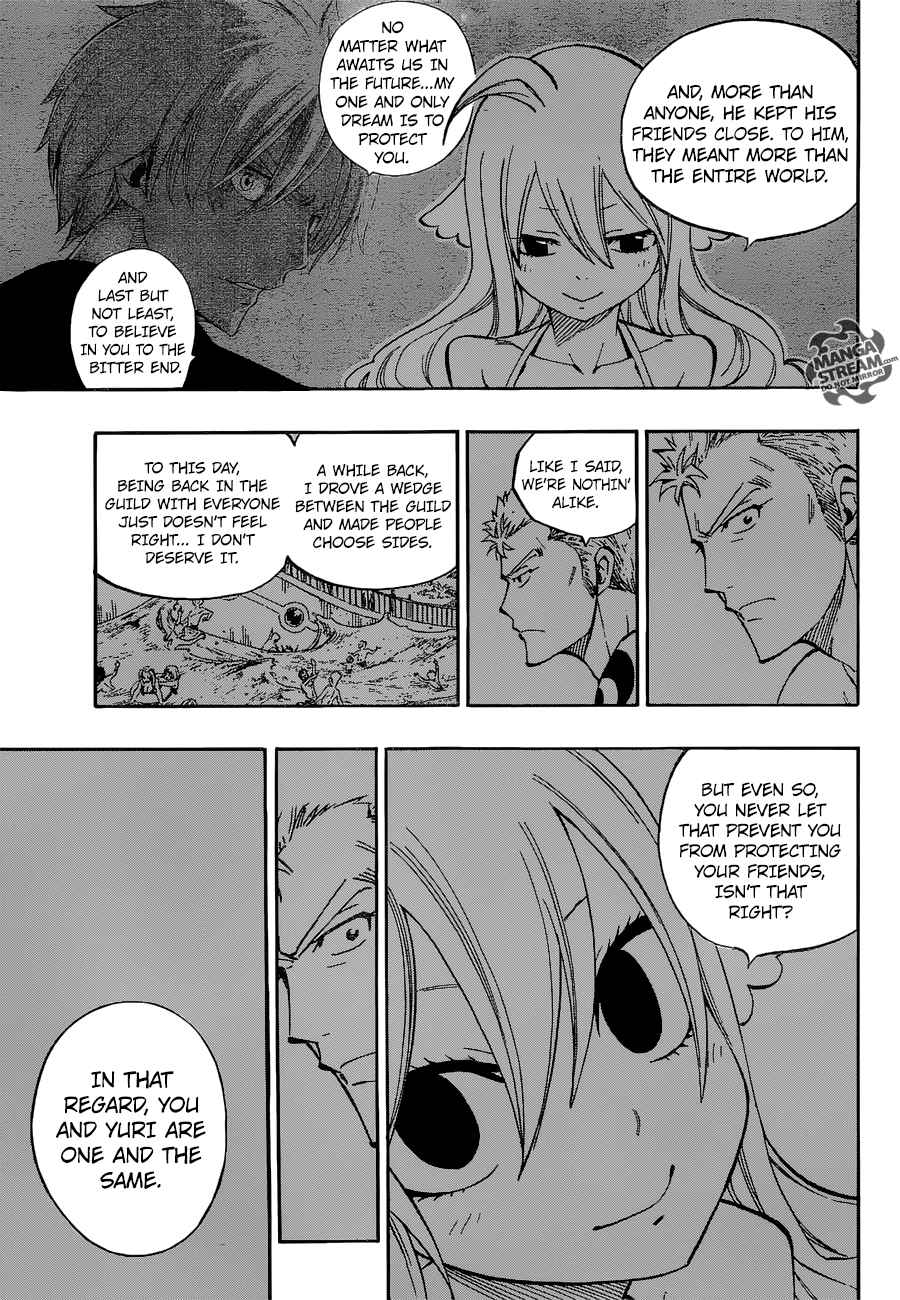 AND, MORE THAN
ANYONE, HE KEPT HIS
FRIENDS CLOSE. TO HIM,
THEY MEANT MORE THAN
THE ENTIRE WORLD.
NO
MATTER WHAT
AWAITS US IN
THE FUTURE...MY
ONE AND ONLY
DREAM IS TO
PROTECT
YOU.
AND
LAST BUT
NOT LEAST,
TO BELIEVE
IN YOU TO THE
BITTER END.
MANGA
STREAM.com
DO NOT MIRROR
LIKE I SAID,
WE'RE NOTHIN'
ALIKE.
A WHILE BACK,
I DROVE A WEDGE
BETWEEN THE GUILD
AND MADE PEOPLE
CHOOSE SIDES.
TO THIS DAY,
BEING BACK IN THE
GUILD WITH EVERYONE
JUST DOESN'T FEEL
RIGHT... I DON'T
DESERVE IT.
BUT EVEN SO,
YOU NEVER LET
THAT PREVENT YOU
FROM PROTECTING
YOUR FRIENDS,
ISN'T THAT
RIGHT?
IN THAT
REGARD, YOU
AND YURI ARE
ONE AND THE
SAME.